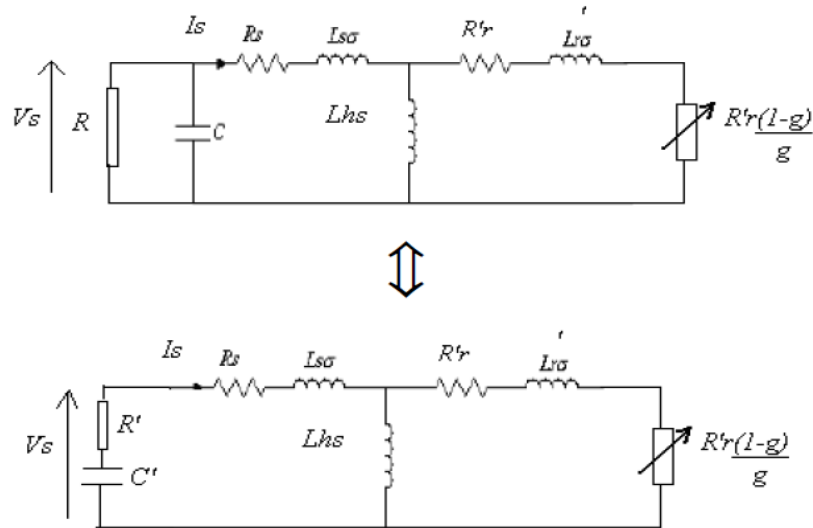 Is
Rs
Lsσ
R'r
Lrσ
'
Vs
R
C
Lhs
R'r(1-g)
g
Is
Rs
Lsσ
R'r
Lrσ
'
Vs
R'
C''
Lhs
R'r(1-g)
g